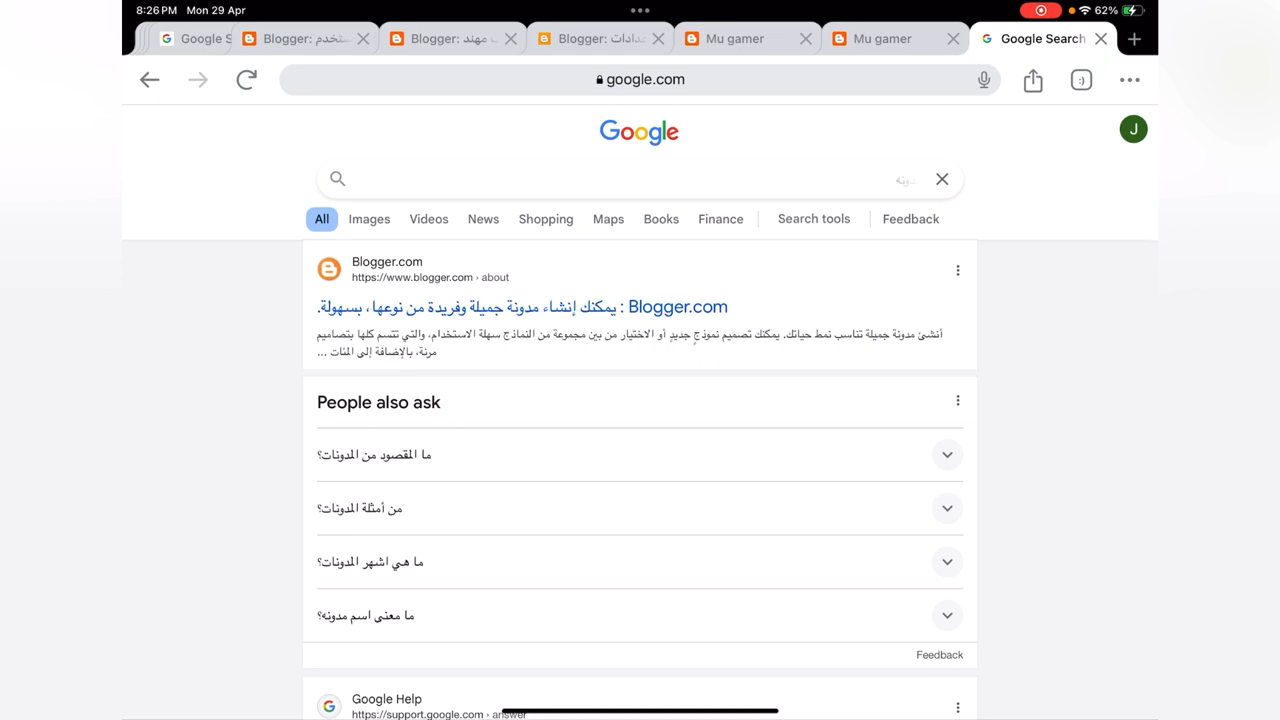 8:26 PM Mon 29 Apr
62%
Google S
Blogger: نتخدم
Blogger: مهند
Blogger: دادات
Mu gamer
Mu gamer
Google Search
google.com
Google
J
مدونه
All Images Videos News Shopping Maps Books Finance Search tools Feedback
Blogger.com
https://www.blogger.com › about
Blogger.com : يمكنك إنشاء مدونة جميلة وفريدة من نوعها، بسهولة.
أنشئ مدونة جميلة تناسب نمط حياتك. يمكنك تصميم نموذج جديد أو الاختيار من بين مجموعة من النماذج سهلة الاستخدام، والتي تتسم كلها بتصاميم
مرنة، بالإضافة إلى المئات ...
People also ask
ما المقصود من المدونات؟
من أمثلة المدونات؟
ما هي اشهر المدونات؟
ما معنى اسم مدونه؟
Feedback
Google Help
https://support.google.com › answer